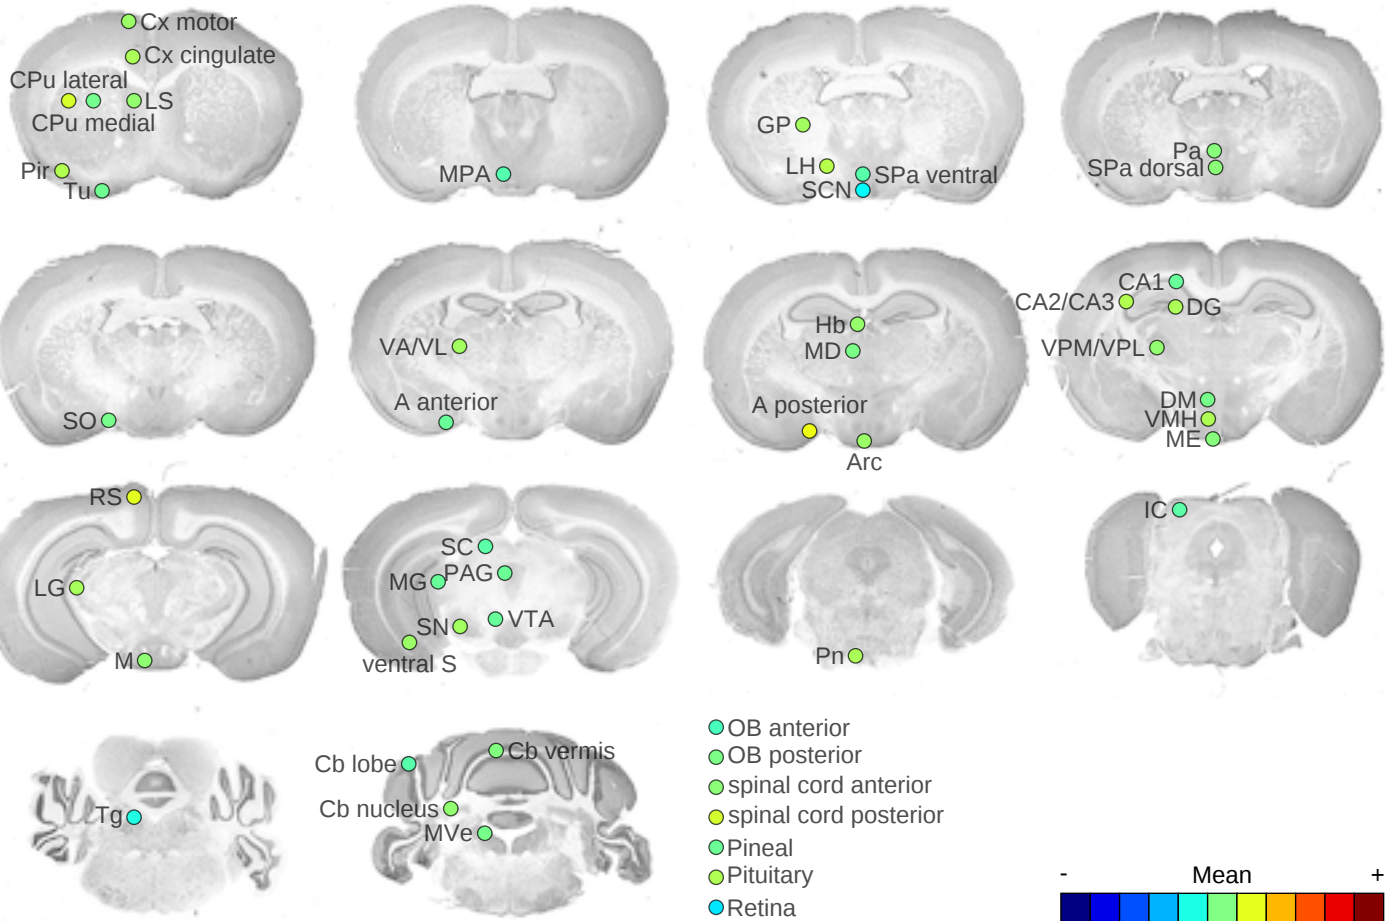 Cx motor
Cx cingulate
CPu lateral
LS
CPu medial
Pir
Tu
MPA
GP
LH
SPa ventral
SCN
Pa
SPa dorsal
SO
VA/VL
A anterior
Hb
MD
A posterior
Arc
CA1
CA2/CA3
DG
VPM/VPL
DM
VMH
ME
RS
LG
M
SC
PAG
MG
VTA
SN
ventral S
Pn
IC
Tg
Cb vermis
Cb lobe
Cb nucleus
MVe
OB anterior
OB posterior
spinal cord anterior
spinal cord posterior
Pineal
Pituitary
Retina
- Mean +